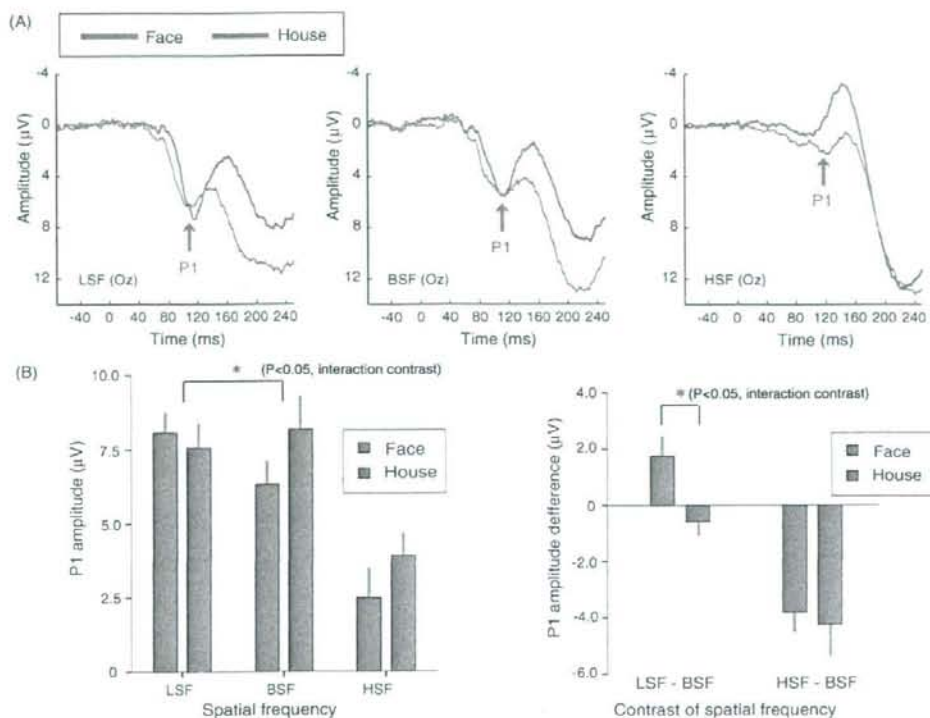 (A)
Face House
-4
0
4
8
12
Amplitude (μV)
P1
LSF (Oz)
-40 0 40 80 120 160 200 240
Time (ms)
-4
0
4
8
12
Amplitude (μV)
P1
BSF (Oz)
-40 0 40 80 120 160 200 240
Time (ms)
-4
0
4
8
12
Amplitude (μV)
P1
HSF (Oz)
-40 0 40 80 120 160 200 240
Time (ms)
(B)
10.0
7.5
5.0
2.5
0
P1 amplitude (μV)
* (P<0.05, interaction contrast)
Face
House
LSF BSF HSF
Spatial frequency
4.0
2.0
0
-2.0
-4.0
-6.0
P1 amplitude defference (μV)
* (P<0.05, interaction contrast)
Face
House
LSF - BSF HSF - BSF
Contrast of spatial frequency